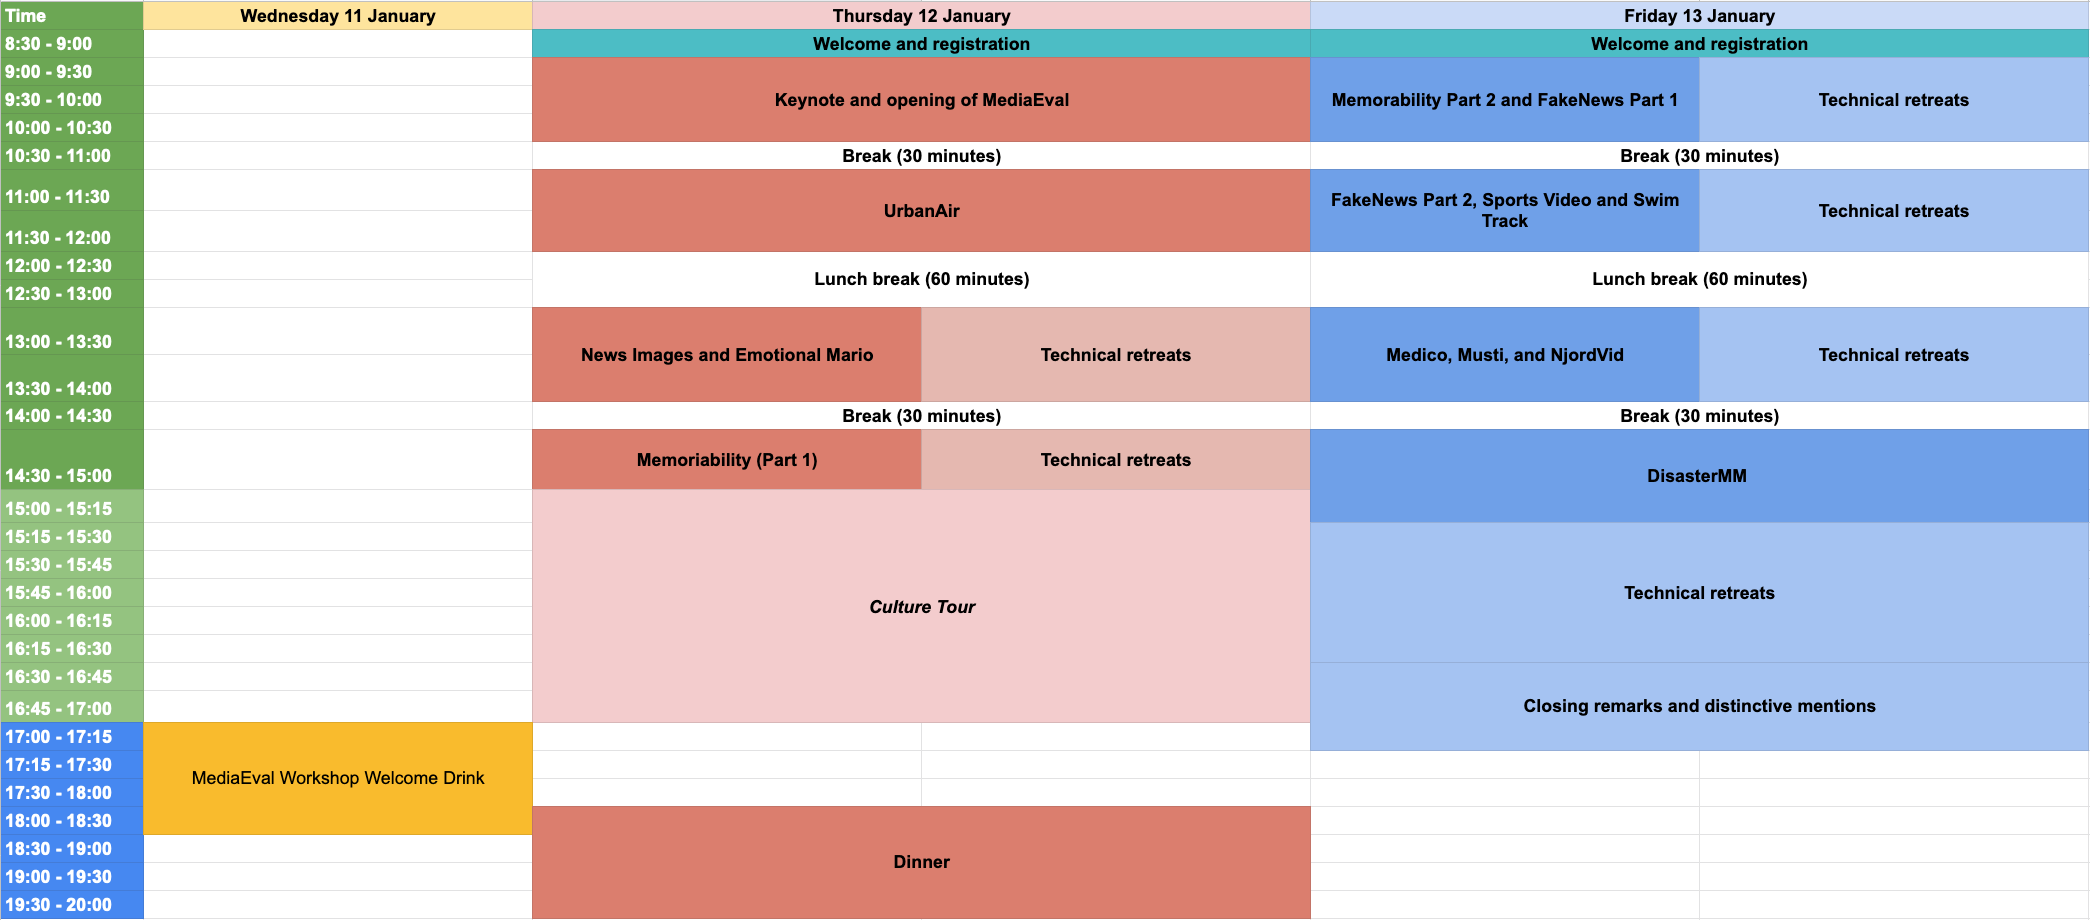 Time Wednesday 11 January Thursday 12 January Friday 13 January
8:30 - 9:00 Welcome and registration Welcome and registration
9:00 - 9:30
9:30 - 10:00 Keynote and opening of MediaEval Memorability Part 2 and FakeNews Part 1 Technical retreats
10:00 - 10:30
10:30 - 11:00 Break (30 minutes) Break (30 minutes)
11:00 - 11:30
UrbanAir FakeNews Part 2, Sports Video and Swim
Track Technical retreats
11:30 - 12:00
12:00 - 12:30
Lunch break (60 minutes) Lunch break (60 minutes)
12:30 - 13:00
13:00 - 13:30
News Images and Emotional Mario Technical retreats Medico, Musti, and NjordVid Technical retreats
13:30 - 14:00
14:00 - 14:30 Break (30 minutes) Break (30 minutes)
Memoriability (Part 1) Technical retreats
14:30 - 15:00 DisasterMM
15:00 - 15:15
15:15 - 15:30
15:30 - 15:45
15:45 - 16:00 Technical retreats
Culture Tour
16:00 - 16:15
16:15 - 16:30
16:30 - 16:45
16:45 - 17:00 Closing remarks and distinctive mentions
17:00 - 17:15
17:15 - 17:30
MediaEval Workshop Welcome Drink
17:30 - 18:00
18:00 - 18:30
18:30 - 19:00
Dinner
19:00 - 19:30
19:30 - 20:00